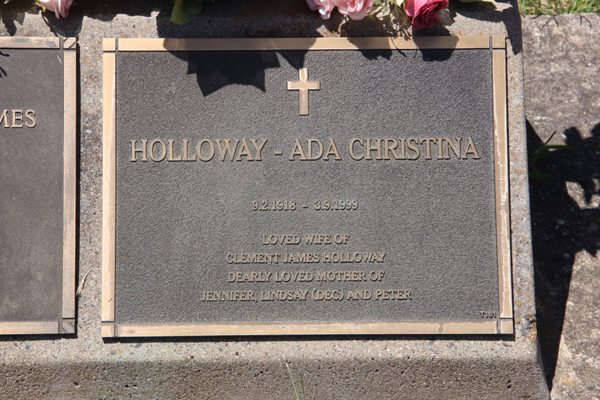 MES
HOLLOWAY - ADA CHRISTINA
9.2.1918 - 3.9.1999
LOVED WIFE OF
CLEMENT JAMES HOLLOWAY
DEARLY LOVED MOTHER OF
JENNIFER, LINDSAY (DEC) AND PETER